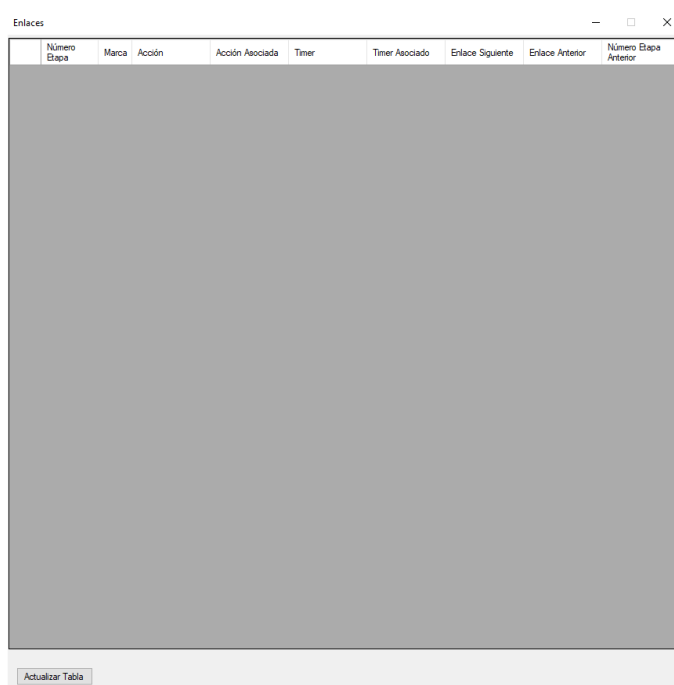 Enlaces
Número Etapa Marca Acción Acción Asociada Timer Timer Asociado Enlace Siguiente Enlace Anterior Número Etapa Anterior
Actualizar Tabla